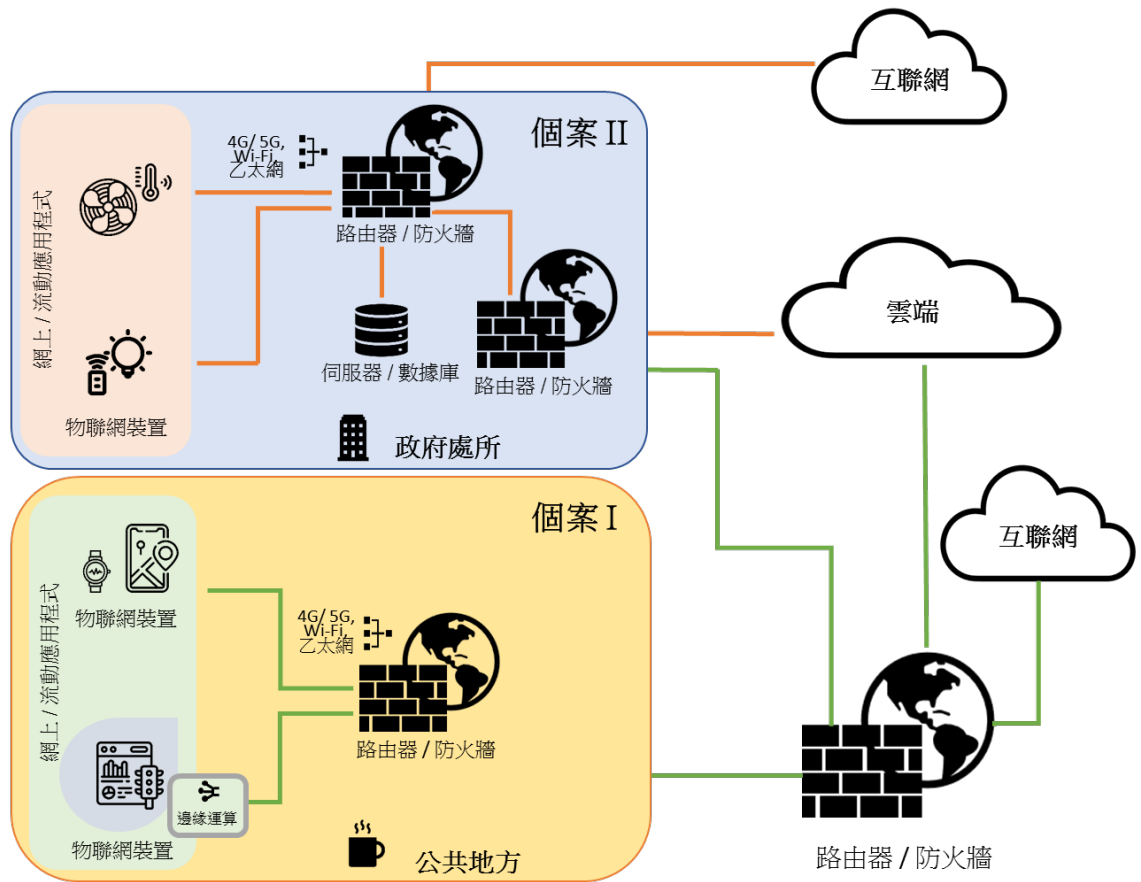 互聯網
個案 II
4G/ 5G,
Wi-Fi,
乙太網
網上 / 流動應用程式
路由器 / 防火牆
雲端
伺服器 / 數據庫
路由器 / 防火牆
物聯網裝置
政府處所
個案 I
互聯網
網上 / 流動應用程式
物聯網裝置
4G/ 5G,
Wi-Fi,
乙太網
路由器 / 防火牆
邊緣運算
物聯網裝置
公共地方
路由器 / 防火牆